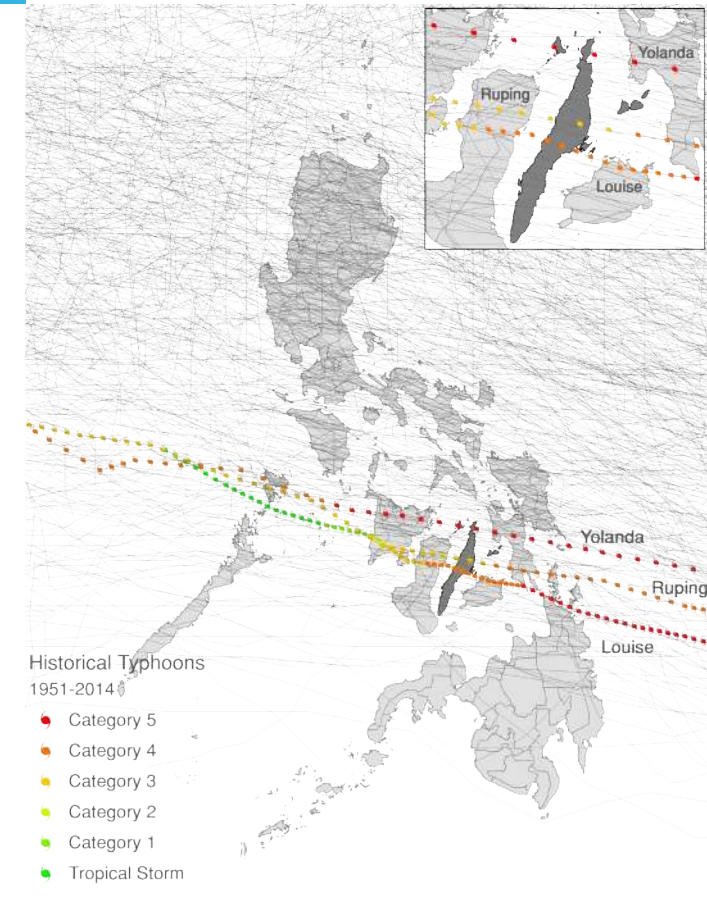 Yolanda
Ruping
Louise
Yolanda
Ruping
Louise
Historical Typhoons
1951-2014
Category 5
Category 4
Category 3
Category 2
Category 1
Tropical Storm